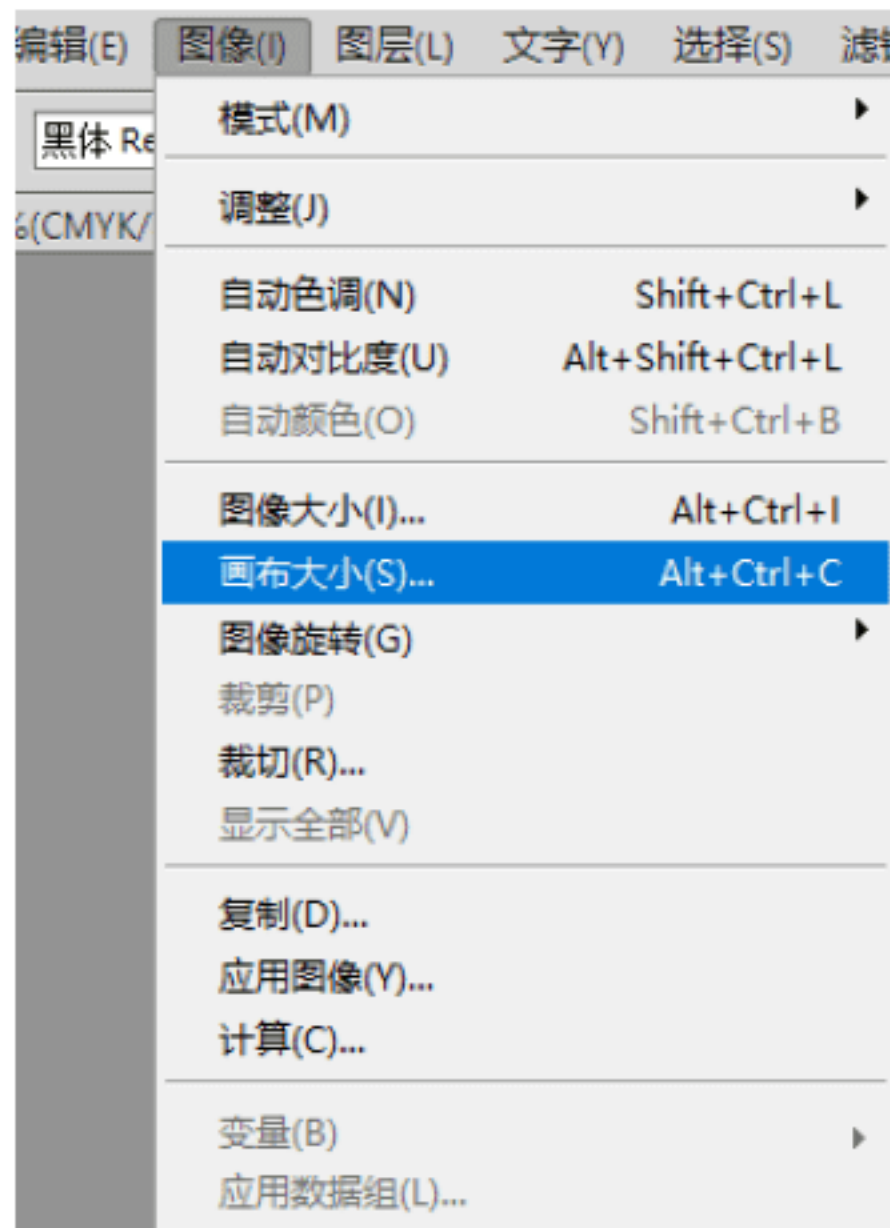 编辑(E) 图像(I) 图层(L) 文字(Y) 选择(S) 滤
黑体 Re
模式(M)
%(CMYK/
调整(J)
自动色调(N) Shift+Ctrl+L
自动对比度(U) Alt+Shift+Ctrl+L
自动颜色(O) Shift+Ctrl+B
图像大小(I)... Alt+Ctrl+I
画布大小(S)... Alt+Ctrl+C
图像旋转(G)
裁剪(P)
裁切(R)...
显示全部(V)
复制(D)...
应用图像(Y)...
计算(C)...
变量(B)
应用数据组(L)...